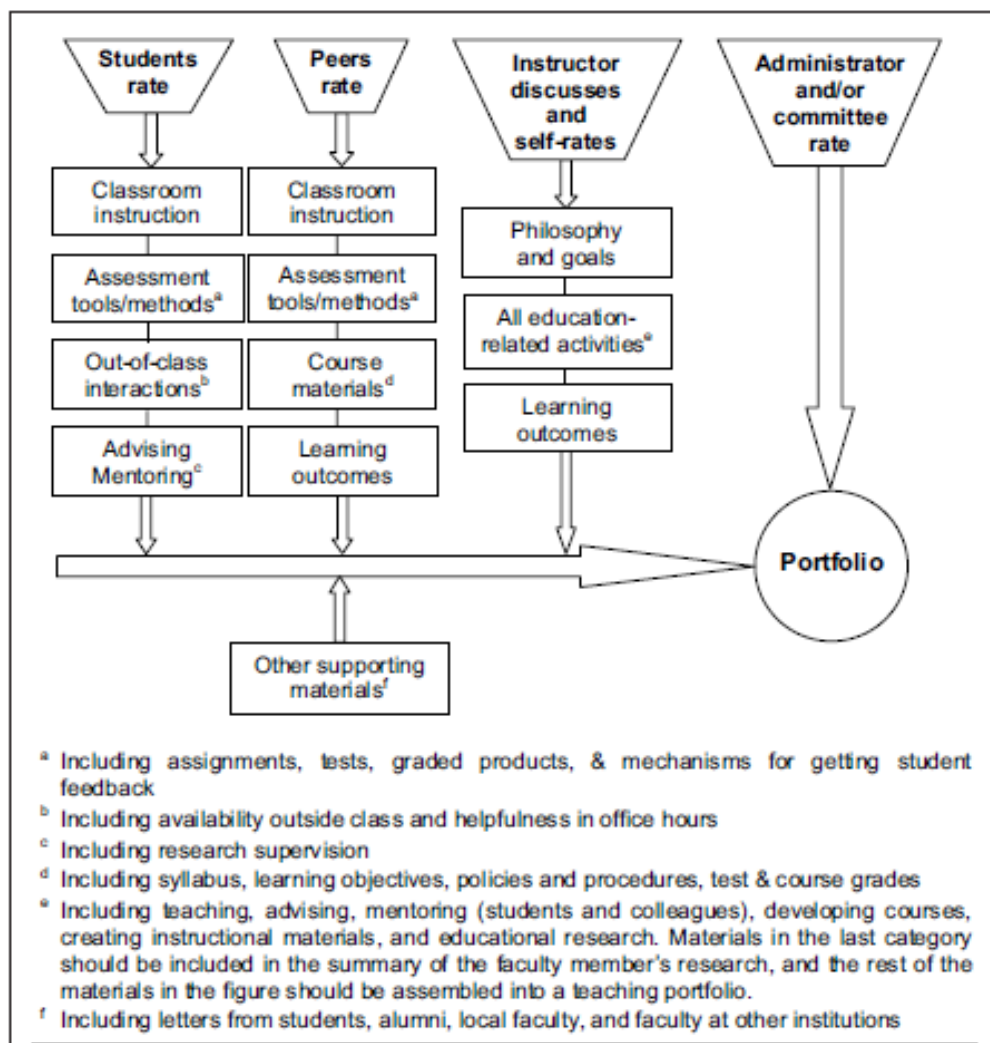 Students
rate
Peers
rate
Instructor
discusses
and
self-rates
Administrator
and/or
committee
rate
Classroom
instruction
Assessment
tools/methodsᵃ
Out-of-class
interactionsᵇ
Advising
Mentoringᶜ
Classroom
instruction
Assessment
tools/methodsᵃ
Course
materialsᵈ
Learning
outcomes
Philosophy
and goals
All education-
related activitiesᵉ
Learning
outcomes
Portfolio
Other supporting
materialsᶠ
ᵃ Including assignments, tests, graded products, & mechanisms for getting student
feedback
ᵇ Including availability outside class and helpfulness in office hours
ᶜ Including research supervision
ᵈ Including syllabus, learning objectives, policies and procedures, test & course grades
ᵉ Including teaching, advising, mentoring (students and colleagues), developing courses,
creating instructional materials, and educational research. Materials in the last category
should be included in the summary of the faculty member's research, and the rest of the
materials in the figure should be assembled into a teaching portfolio.
ᶠ Including letters from students, alumni, local faculty, and faculty at other institutions